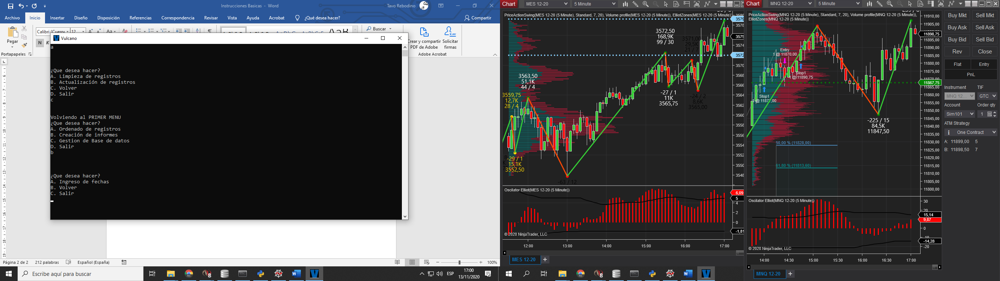 Instrucciones Basicas - Word
Tavo Rebodino
Archivo
Inicio
Insertar
Diseño
Disposición
Referencias
Correspondencia
Revisar
Vista
Ayuda
Acrobat
¿Qué desea hacer?
Compartir
Pegar
Portapapeles
12
Aa
N
K
Buscar
Crear y compartir
PDF de Adobe
Solicitar
firmas
Adobe Acrobat
Vulcano
a
¿Que desea hacer?
A. Limpieza de registros
B. Actualización de registros
C. Volver
D. Salir
c
Volviendo al PRIMER MENU
¿Que desea hacer?
A. Ordenado de registros
B. Creación de informes
C. Gestion de Base de datos
D. Salir
b
¿Que desea hacer?
A. Ingreso de fechas
B. Volver
C. Salir
Página 2 de 2
212 palabras
Español (España)
100%
Escribe aquí para buscar
ESP
17:00
13/11/2020
Chart
MES 12-20
5 Minute
PriceActionSwing(MES 12-20 (5 Minute), Standard, 7, 20), Volume profile(MES 12-20 (5 Minute)), ElliotZones(MES 12-20 (5 Minute))
3572,50
168,9K
99 / 30
3571,00
29,5K
21 / 7
3563,50
51,1K
44 / 4
3559,75
12,7K
28 / 4
-29 / 1
15,1K
3552,50
-63 / 12
-27 / 1
11K
3565,75
-24 / 2
8,6K
3565,00
3579
3578
3575
3574
3572
3570
3568
3566
3564
3562
3560
3558
3556
3554
3552
3550
3548
Oscilator Elliot(MES 12-20 (5 Minute))
6,09
5
4
2
0
-1,81
© 2020 NinjaTrader, LLC
12:00
13:00
14:00
15:00
16:00
17:00
MES 12-20
Chart
MNQ 12-20
5 Minute
PriceActionSwing(MNQ 12-20 (5 Minute), Standard, 7, 20), Volume profile(MNQ 12-20 (5 Minute)),
ElliotZones(MNQ 12-20 (5 Minute))
Entry
1 @ 11870,00
Stop1
1 @11890,75
Stop1
1 @ 11877,00
-225 / 15
84,5K
11847,50
50,00 % (11828,00)
61,80 % (11813,60)
11910,00
11905,00
11898,75
11895,00
11890,00
11885,00
11880,00
11875,00
11867,75
11865,00
11860,00
11855,00
11850,00
11845,00
11840,00
11835,00
11830,00
11825,00
11820,00
11815,00
11810,00
11805,00
11800,00
Oscilator Elliot(MNQ 12-20 (5 Minute))
30
20
15,14
9,87
0
-10
-14,28
-20
© 2020 NinjaTrader, LLC
14:00
14:30
15:00
15:30
16:00
16:30
17:00
MNQ 12-20
Buy Mkt
Sell Mkt
Buy Ask
Sell Ask
Buy Bid
Sell Bid
Rev
Close
Flat
Entry
PnL
Instrument
TIF
MNQ 12...
GTC
Account
Order qty
Sim101
1
ATM Strategy
One Contract
A: 11899,00 5
B: 11898,50 7